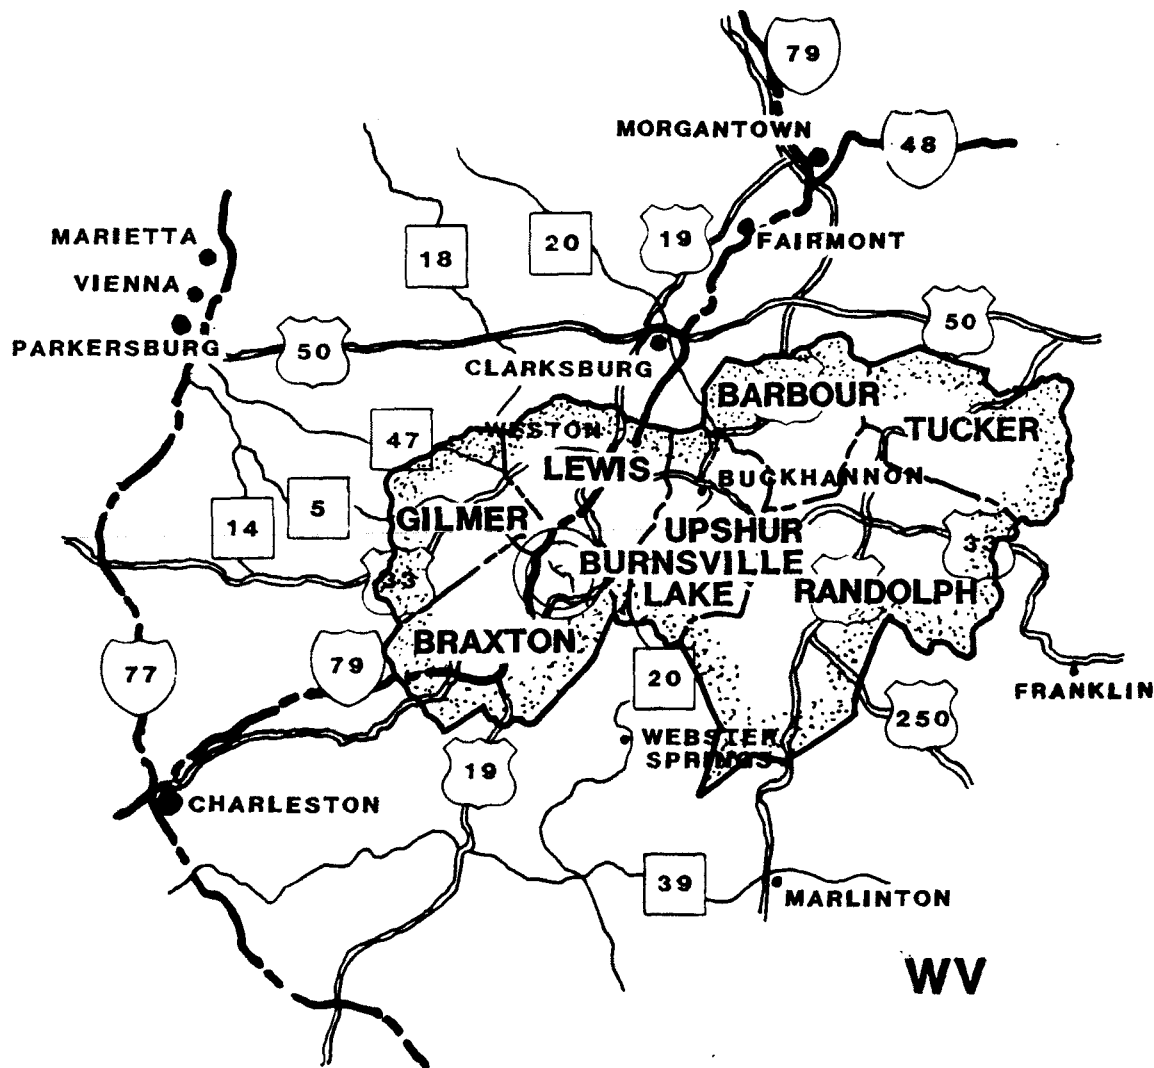 79
MORGANTOWN
48
MARIETTA
18
20
19
FAIRMONT
VIENNA
50
PARKERSBURG
50
CLARKSBURG
BARBOUR
47
WESTON
TUCKER
LEWIS
BUCKHANNON
5
14
GILMER
UPSHUR
33
33
BURNSVILLE
LAKE
RANDOLPH
BRAXTON
77
79
20
FRANKLIN
250
WEBSTER
SPRINGS
19
CHARLESTON
39
MARLINTON
WV